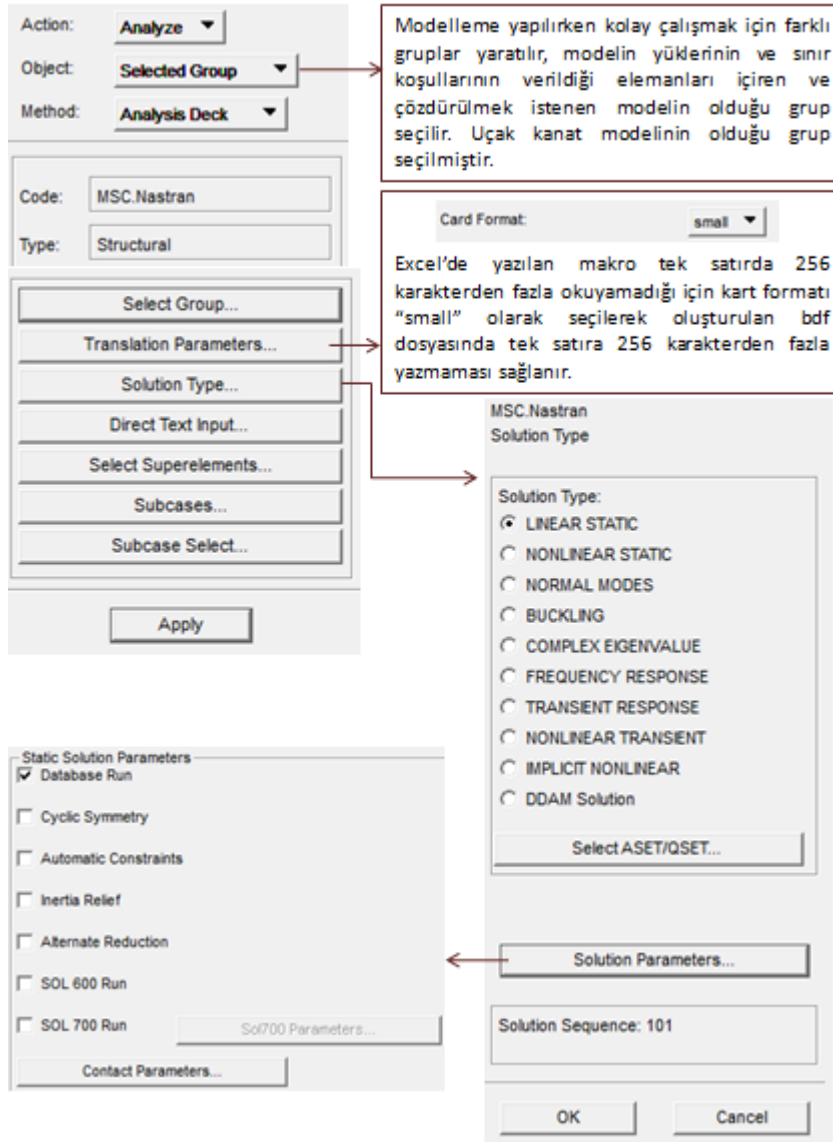 Action: Analyze
Object: Selected Group
Method: Analysis Deck
Code: MSC.Nastran
Type: Structural
Select Group...
Translation Parameters...
Solution Type...
Direct Text Input...
Select Superelements...
Subcases...
Subcase Select...
Apply
Modelleme yapılırken kolay çalışmak için farklı
gruplar yaratılır, modelin yüklerinin ve sınır
koşullarının verildiği elemanları içiren ve
çözdürülmek istenen modelin olduğu grup
seçilir. Uçak kanat modelinin olduğu grup
seçilmiştir.
Card Format: small
Excel'de yazılan makro tek satırda 256
karakterden fazla okuyamadığı için kart formatı
"small" olarak seçilerek oluşturulan bdf
dosyasında tek satıra 256 karakterden fazla
yazmaması sağlanır.
MSC.Nastran
Solution Type
Solution Type:
LINEAR STATIC
NONLINEAR STATIC
NORMAL MODES
BUCKLING
COMPLEX EIGENVALUE
FREQUENCY RESPONSE
TRANSIENT RESPONSE
NONLINEAR TRANSIENT
IMPLICIT NONLINEAR
DDAM Solution
Select ASET/QSET...
Solution Parameters...
Solution Sequence: 101
OK Cancel
Static Solution Parameters
Database Run
Cyclic Symmetry
Automatic Constraints
Inertia Relief
Alternate Reduction
SOL 600 Run
SOL 700 Run Sol700 Parameters...
Contact Parameters...